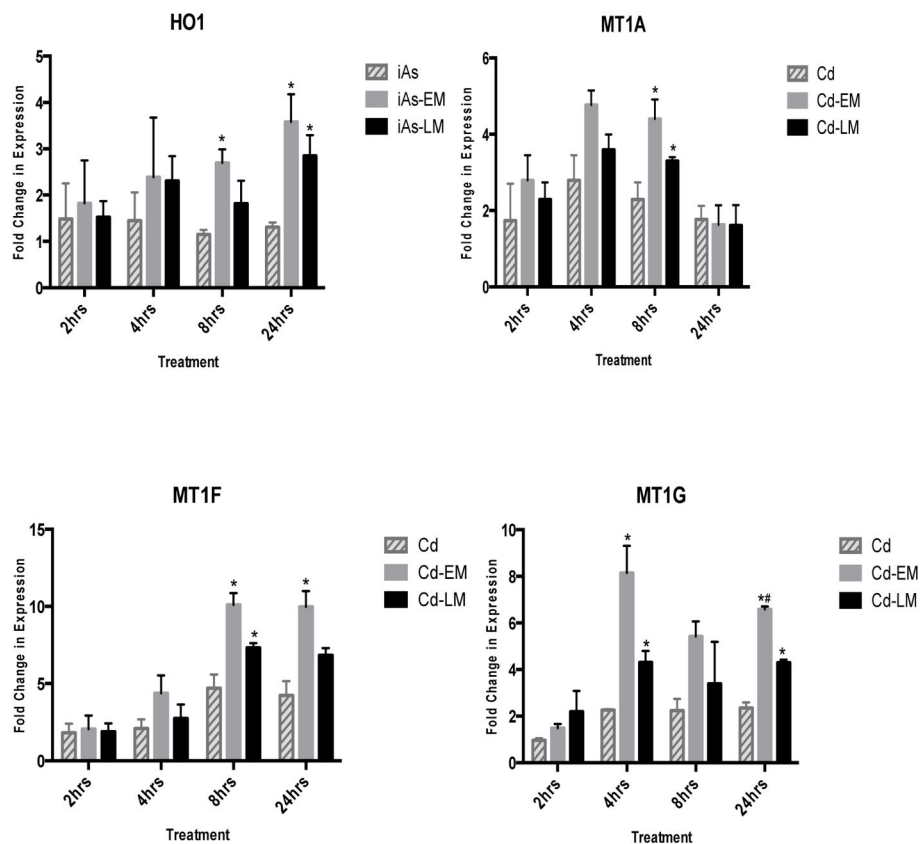 HO1
Fold Change in Expression
5
4
3
2
1
0
*
*
*
2hrs
4hrs
8hrs
24hrs
Treatment
iAs
iAs-EM
iAs-LM
MT1A
Fold Change in Expression
6
4
2
0
*
*
2hrs
4hrs
8hrs
24hrs
Treatment
Cd
Cd-EM
Cd-LM
MT1F
Fold Change in Expression
15
10
5
0
*
*
*
2hrs
4hrs
8hrs
24hrs
Treatment
Cd
Cd-EM
Cd-LM
MT1G
Fold Change in Expression
10
8
6
4
2
0
*
*
*#
*
2hrs
4hrs
8hrs
24hrs
Treatment
Cd
Cd-EM
Cd-LM